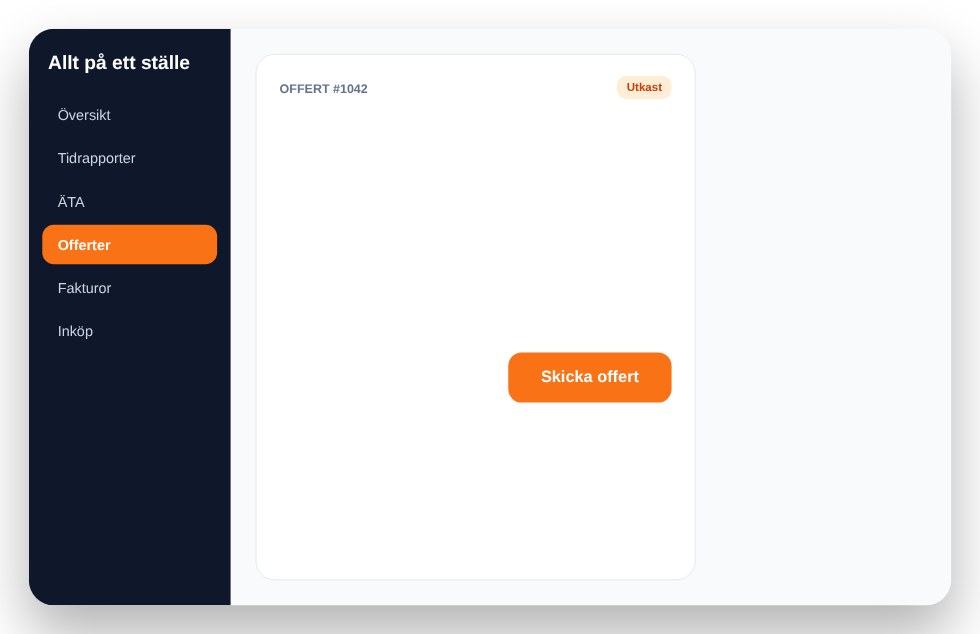 Allt på ett ställe
Översikt
Tidrapporter
ÄTA
Offerter
Fakturor
Inköp
OFFERT #1042
Utkast
Skicka offert